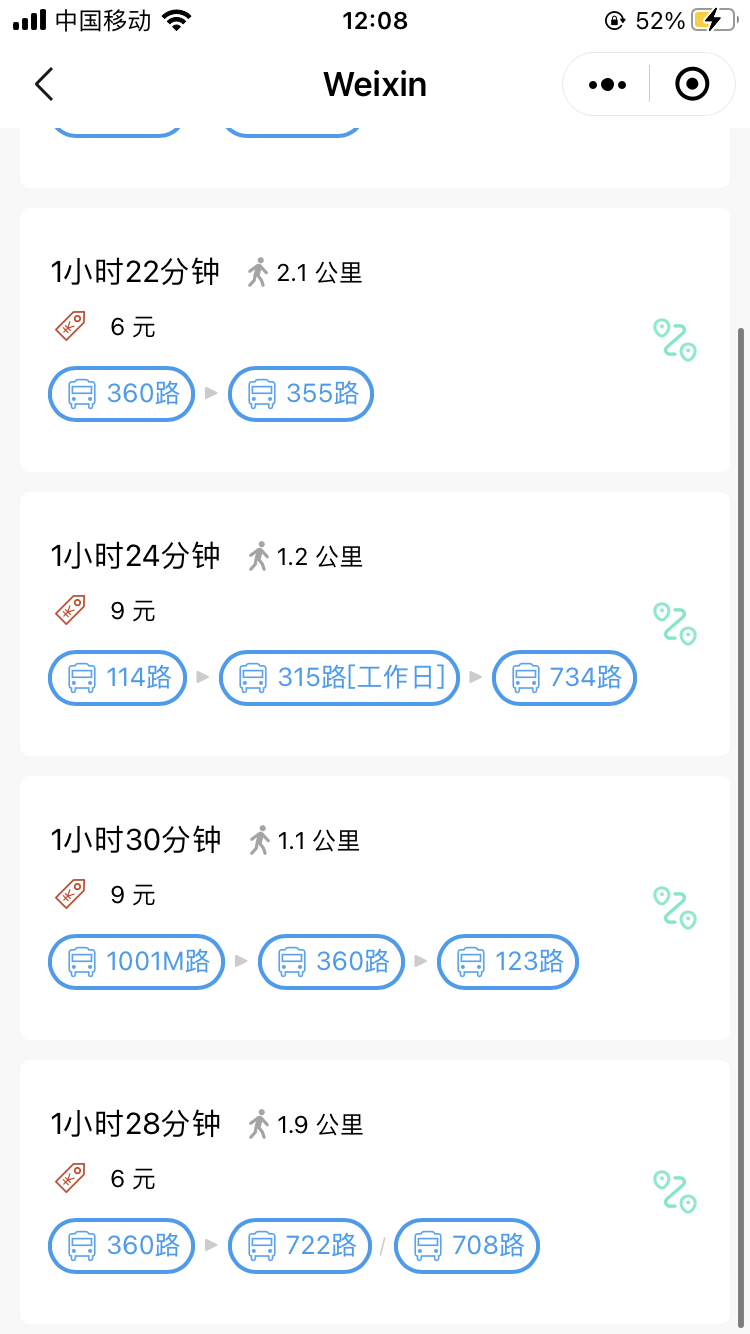 中国移动 12:08 52%
Weixin
1小时22分钟 2.1 公里
6 元
360路 355路
1小时24分钟 1.2 公里
9 元
114路 315路[工作日] 734路
1小时30分钟 1.1 公里
9 元
1001M路 360路 123路
1小时28分钟 1.9 公里
6 元
360路 722路 / 708路